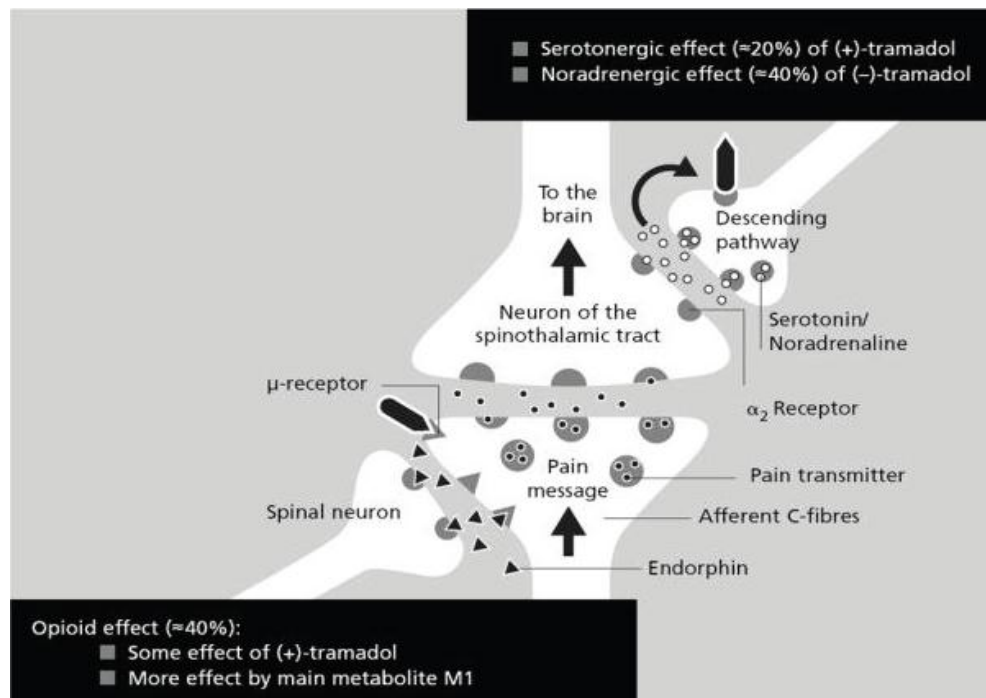 Serotonergic effect (≈20%) of (+)-tramadol
Noradrenergic effect (≈40%) of (–)-tramadol
To the
brain
Descending
pathway
Neuron of the
spinothalamic tract
Serotonin/
Noradrenaline
μ-receptor
α₂ Receptor
Pain
message
Pain transmitter
Spinal neuron
Afferent C-fibres
Endorphin
Opioid effect (≈40%):
Some effect of (+)-tramadol
More effect by main metabolite M1